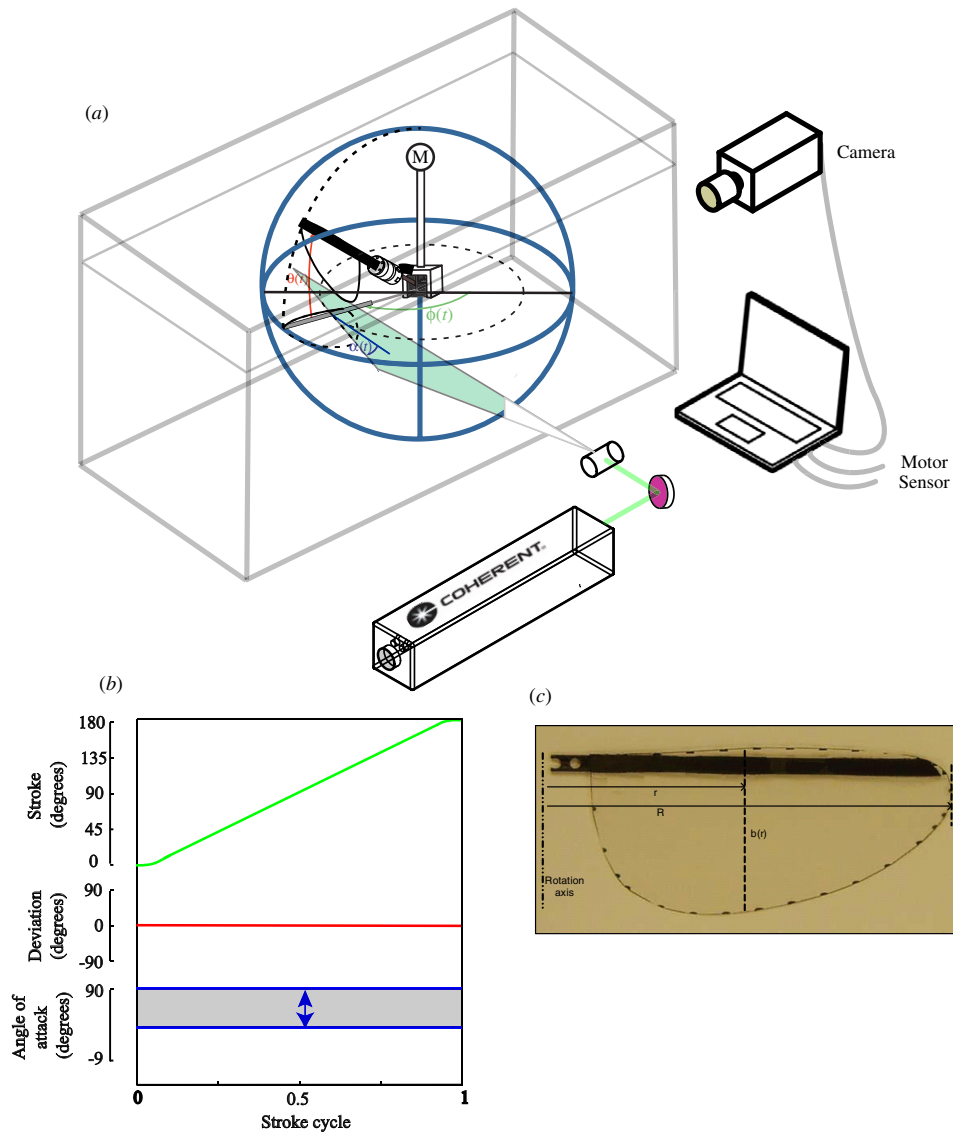 (a)
M
Camera
θ(t)
ϕ(t)
α(t)
Motor
Sensor
COHERENT™
(b)
180
135
90
45
0
Stroke
(degrees)
90
0
-90
Deviation
(degrees)
90
-9
Angle of
attack
(degrees)
0
0.5
1
Stroke cycle
(c)
r
R
b(r)
Rotation
axis